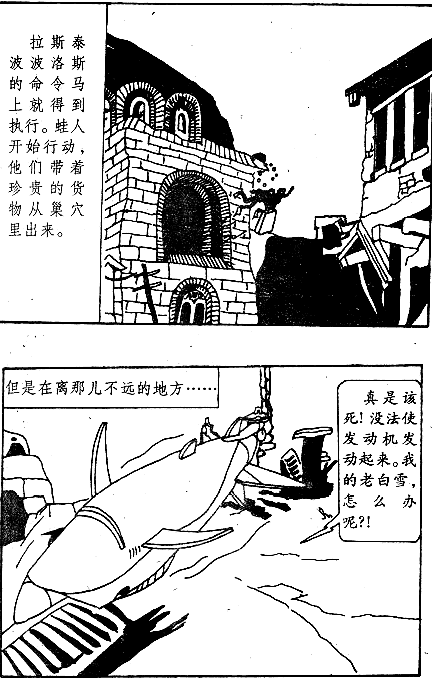 拉斯泰
波波洛斯
的命令马
上就得到
执行。蛙人
开始行动，
他们带着
珍贵的货
物从巢穴
里出来。
但是在离那儿不远的地方……
真是该
死！没法使
发动机发
动起来。我
的老白雪，
怎么办
呢？！